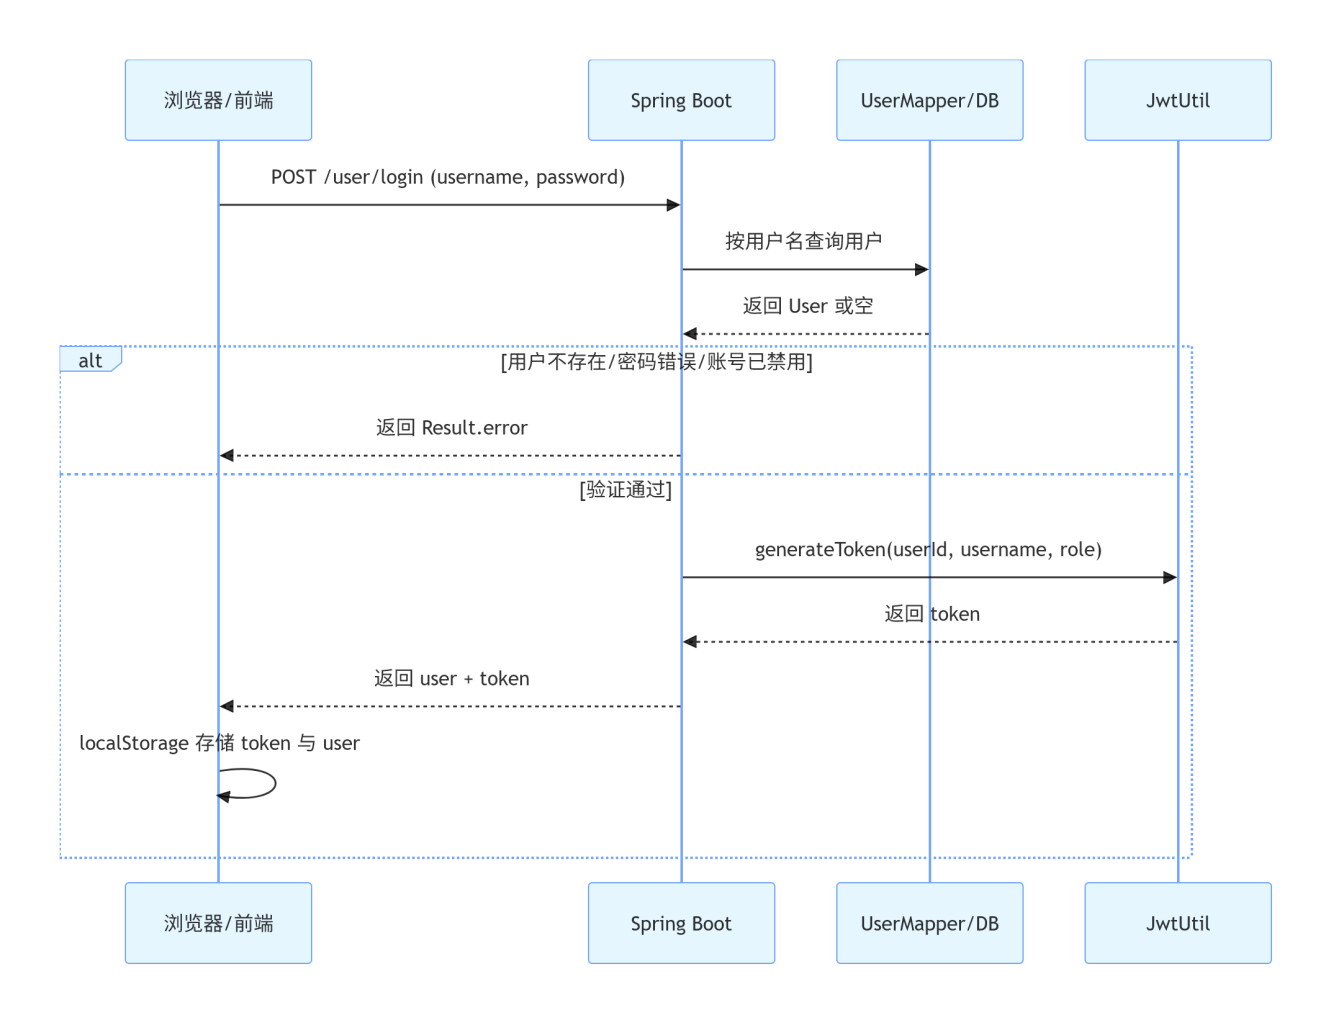 浏览器/前端
Spring Boot
UserMapper/DB
JwtUtil
POST /user/login (username, password)
按用户名查询用户
返回 User 或空
alt
[用户不存在/密码错误/账号已禁用]
返回 Result.error
[验证通过]
generateToken(userId, username, role)
返回 token
返回 user + token
localStorage 存储 token 与 user
浏览器/前端
Spring Boot
UserMapper/DB
JwtUtil